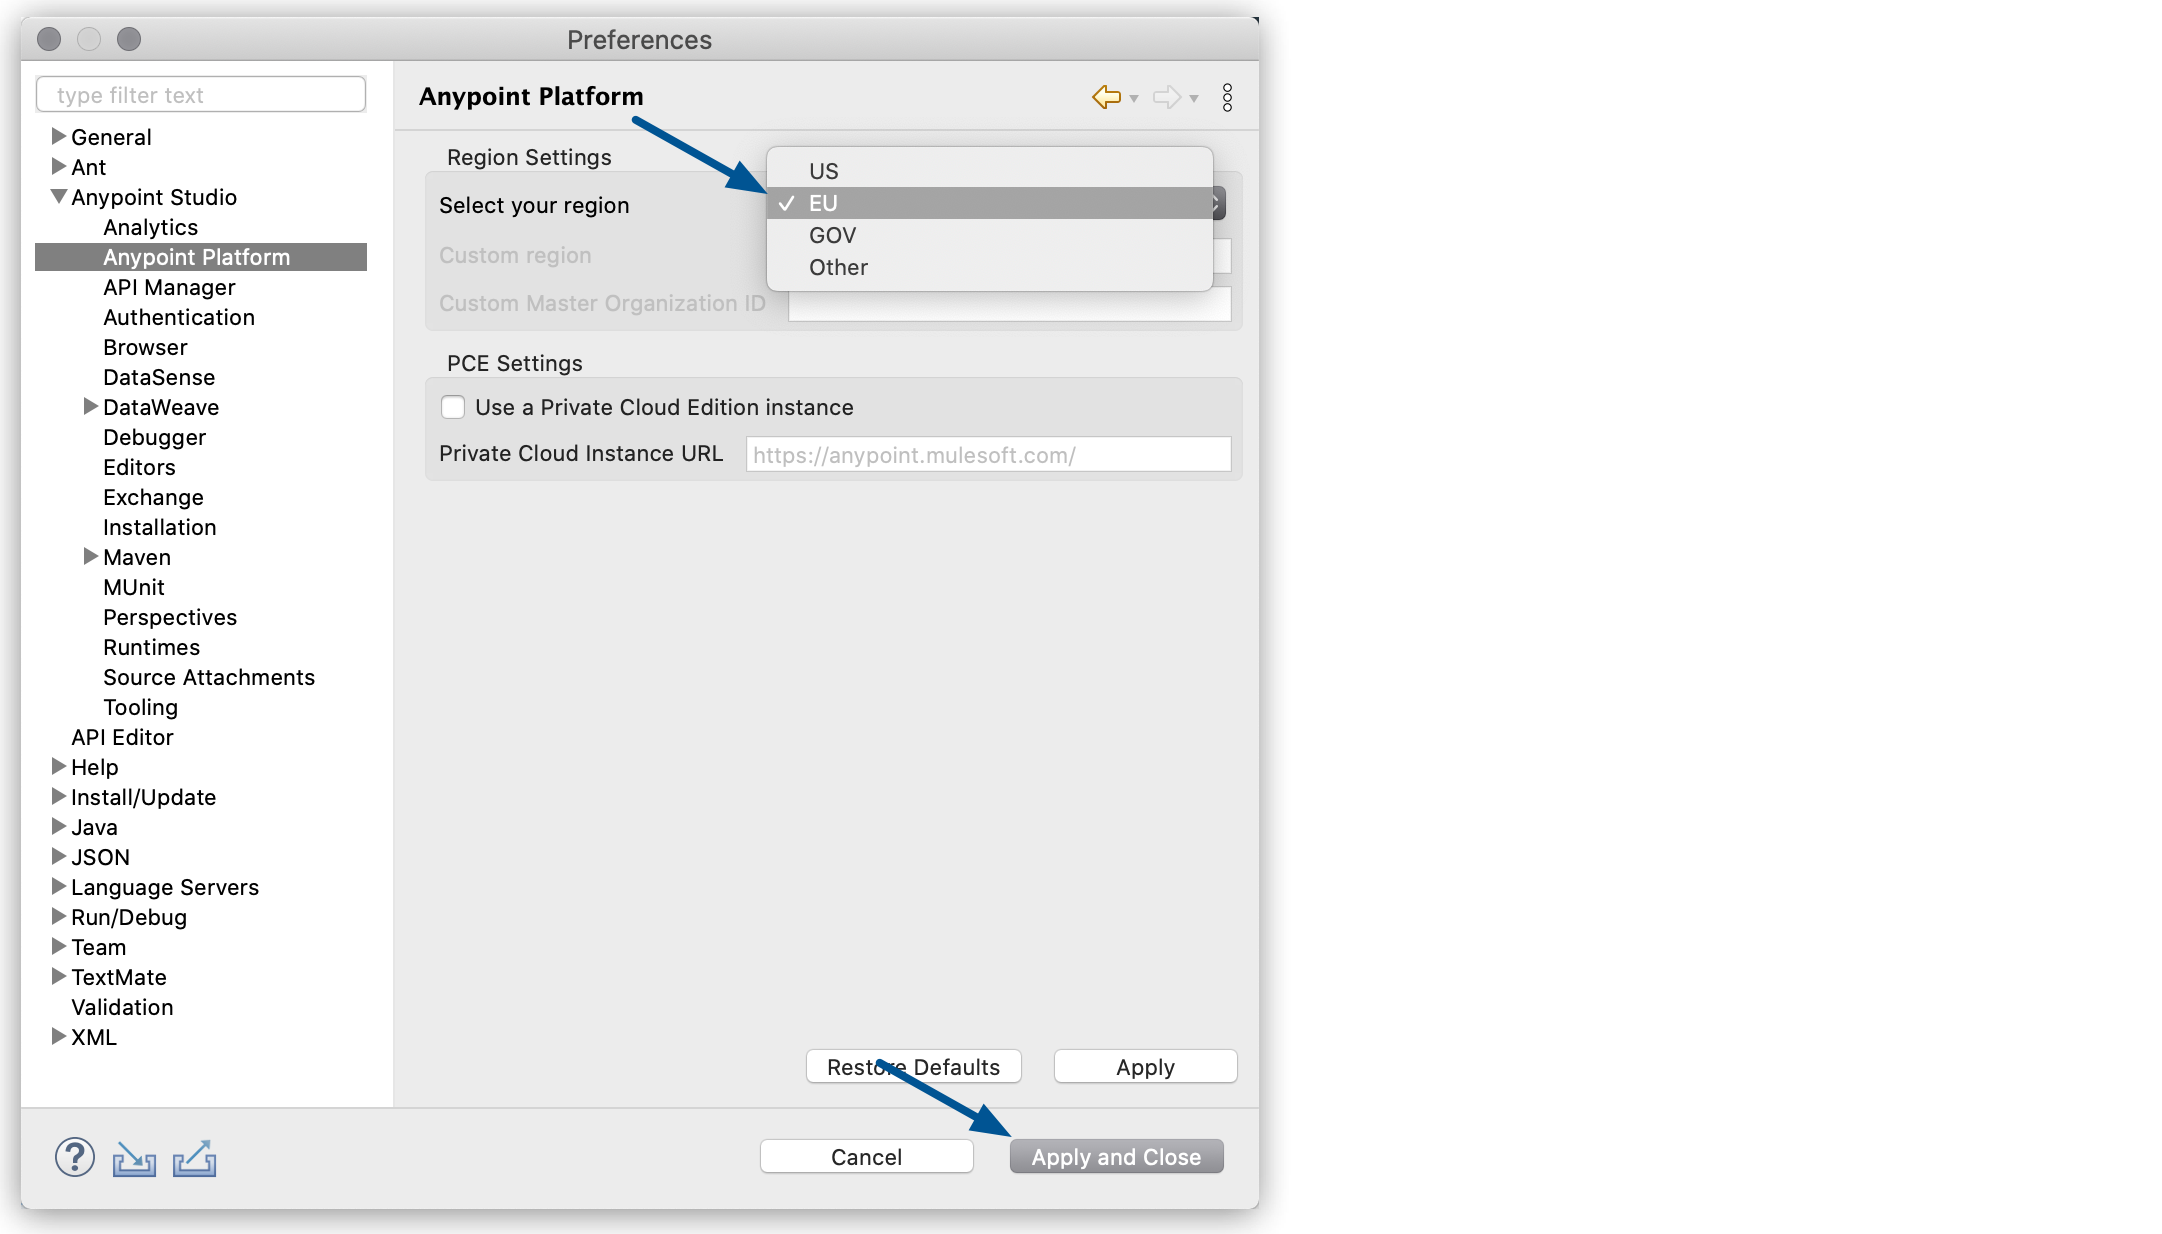 Preferences
type filter text
General
Ant
Anypoint Studio
Analytics
Anypoint Platform
API Manager
Authentication
Browser
DataSense
DataWeave
Debugger
Editors
Exchange
Installation
Maven
MUnit
Perspectives
Runtimes
Source Attachments
Tooling
API Editor
Help
Install/Update
Java
JSON
Language Servers
Run/Debug
Team
TextMate
Validation
XML
Anypoint Platform
Region Settings
Select your region
US
EU
GOV
Other
Custom region
Custom Master Organization ID
PCE Settings
Use a Private Cloud Edition instance
Private Cloud Instance URL https://anypoint.mulesoft.com/
Restore Defaults Apply
? Cancel Apply and Close